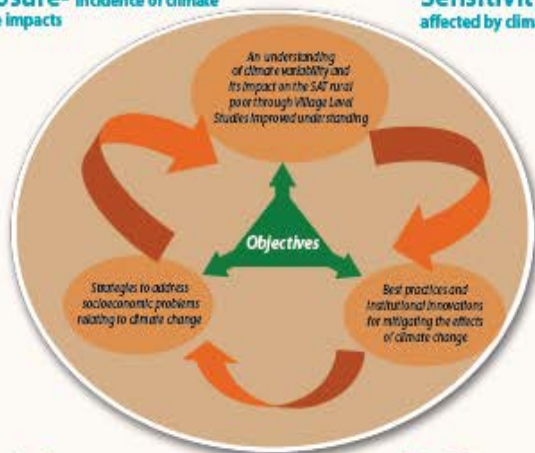 incidence of climate
impacts
affected by
An understanding
of climate variability and
its impact on the SAT rural
poor through Village Level
Studies improved understanding
Objectives
Strategies to address
socioeconomic problems
relating to climate change
Best practices and
institutional innovations
for mitigating the effects
of climate change